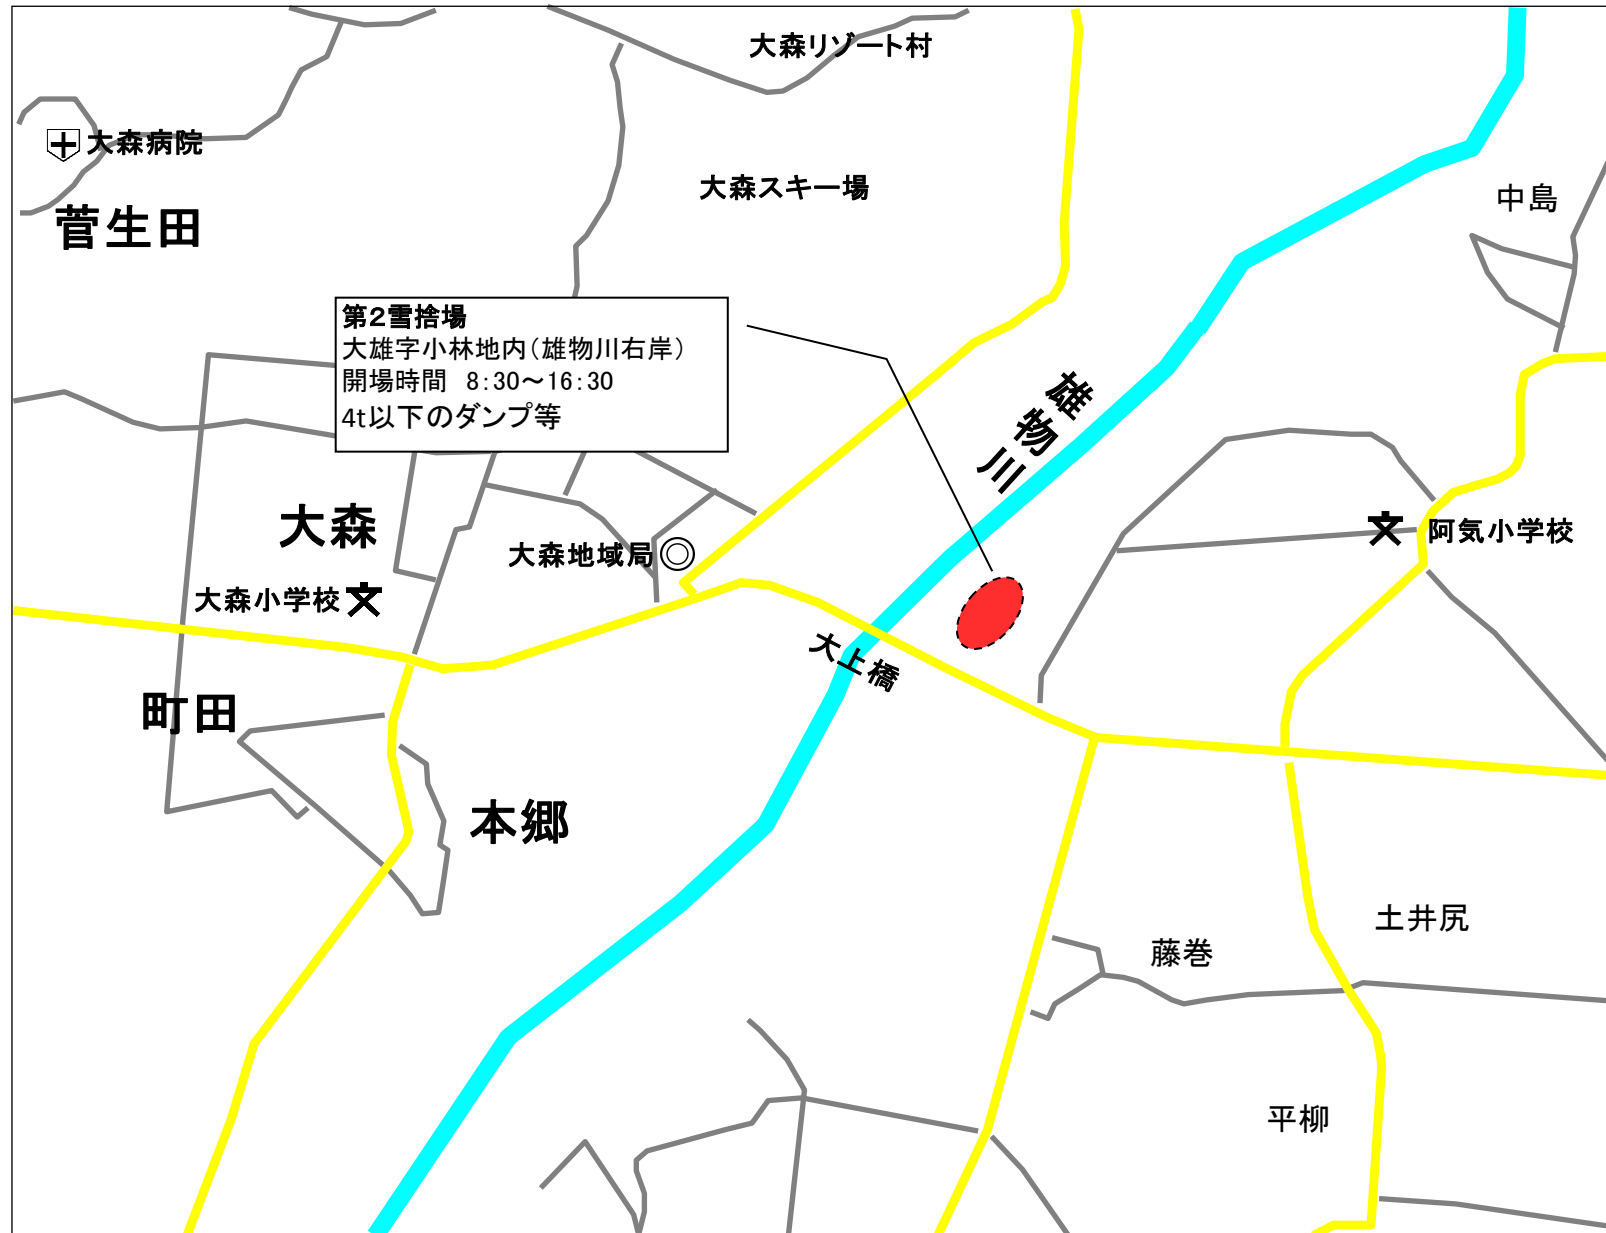 大森リゾート村
大森病院
大森スキー場
中島
菅生田
第2雪捨場
大雄字小林地内(雄物川右岸)
開場時間 8:30～16:30
4t以下のダンプ等
雄物川
大森
阿気小学校
大森地域局
大森小学校
大上橋
町田
本郷
土井尻
藤巻
平柳